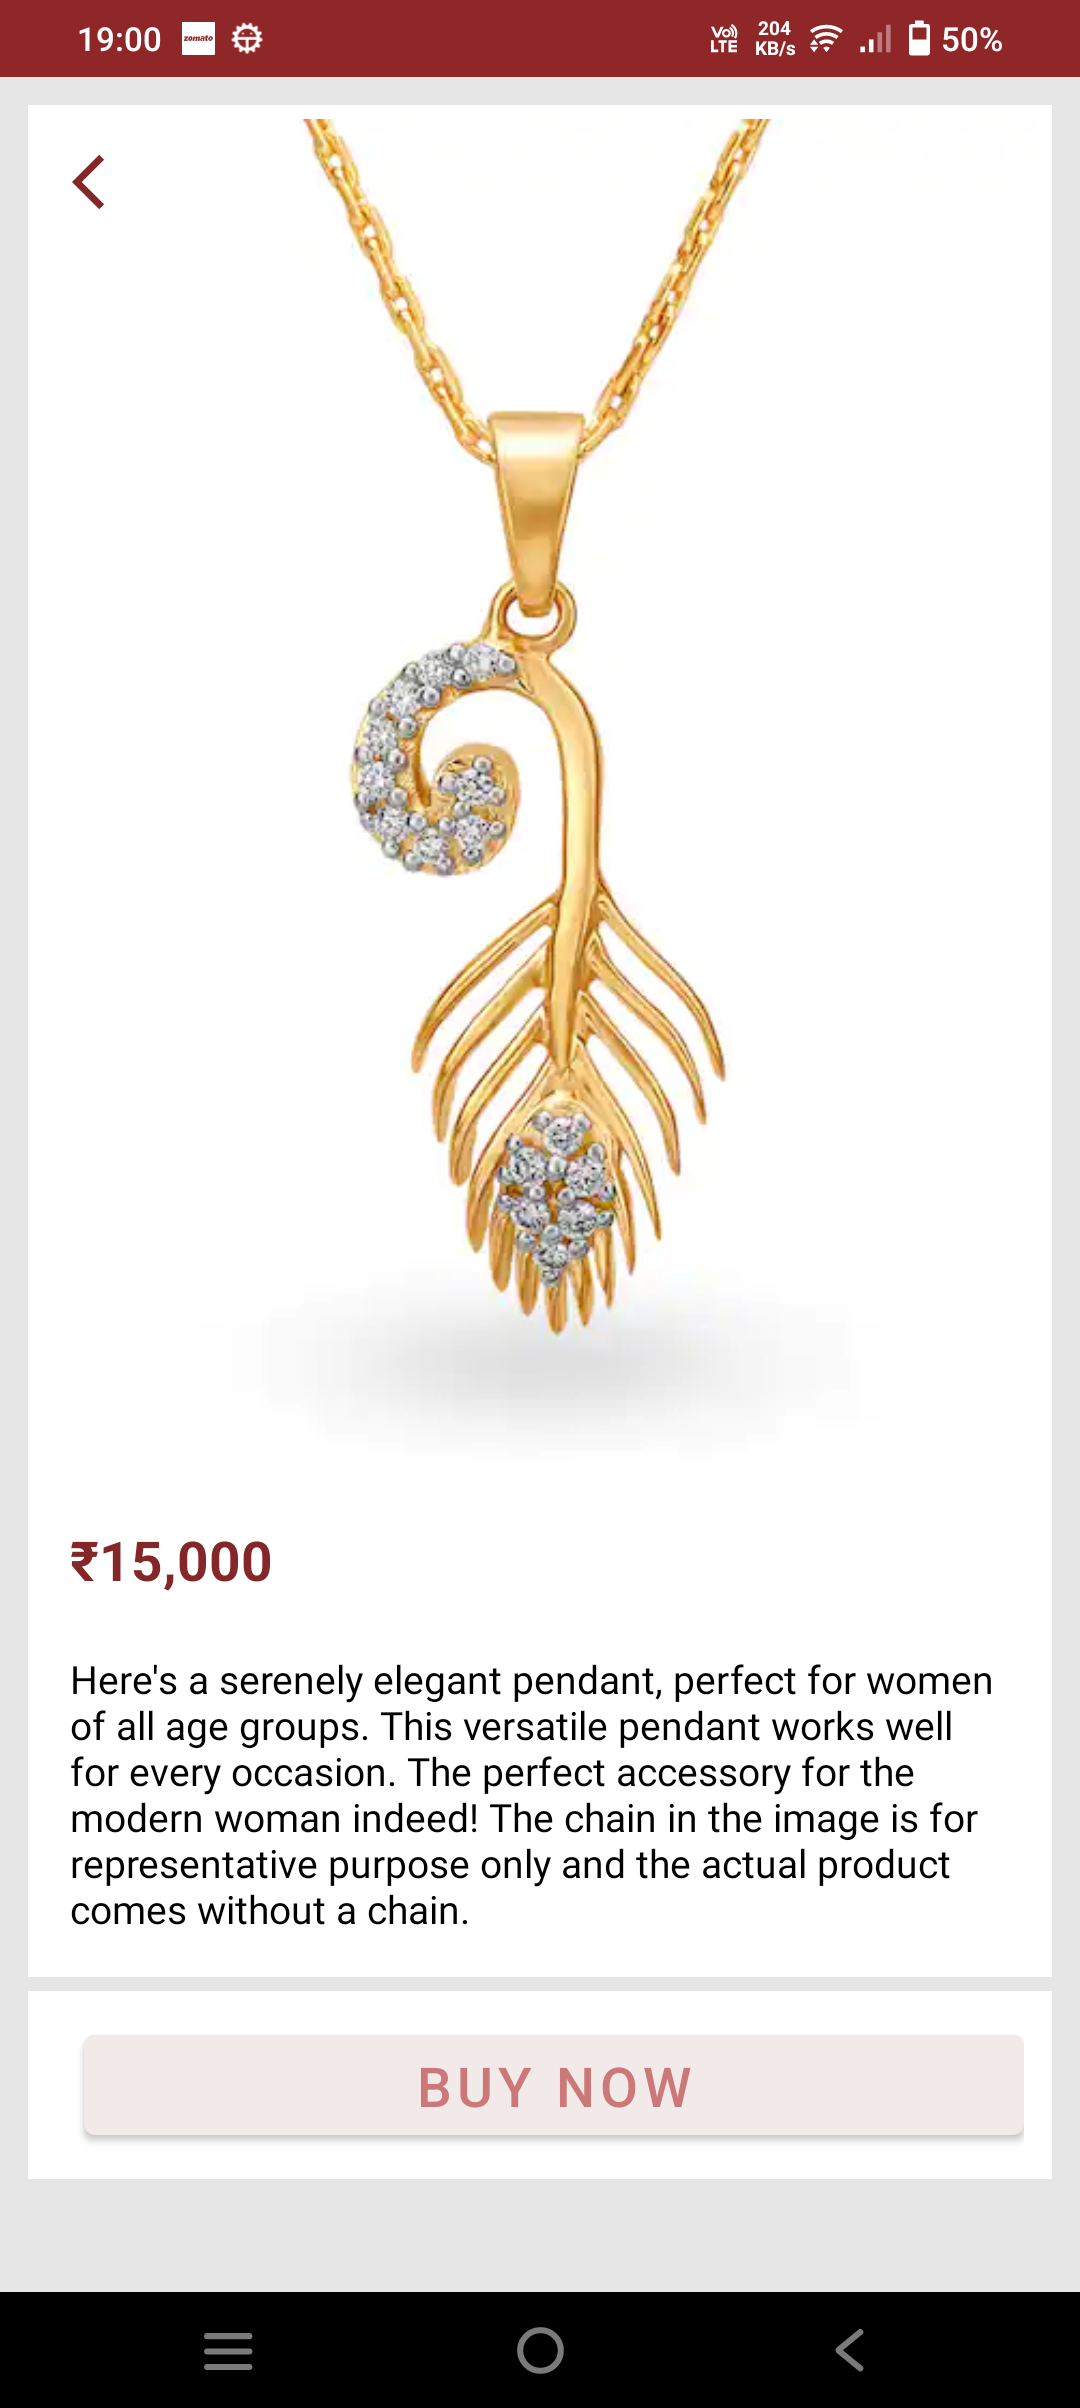 19:00 zomato VoLTE 204 KB/s 50%
₹15,000
Here's a serenely elegant pendant, perfect for women
of all age groups. This versatile pendant works well
for every occasion. The perfect accessory for the
modern woman indeed! The chain in the image is for
representative purpose only and the actual product
comes without a chain.
BUY NOW